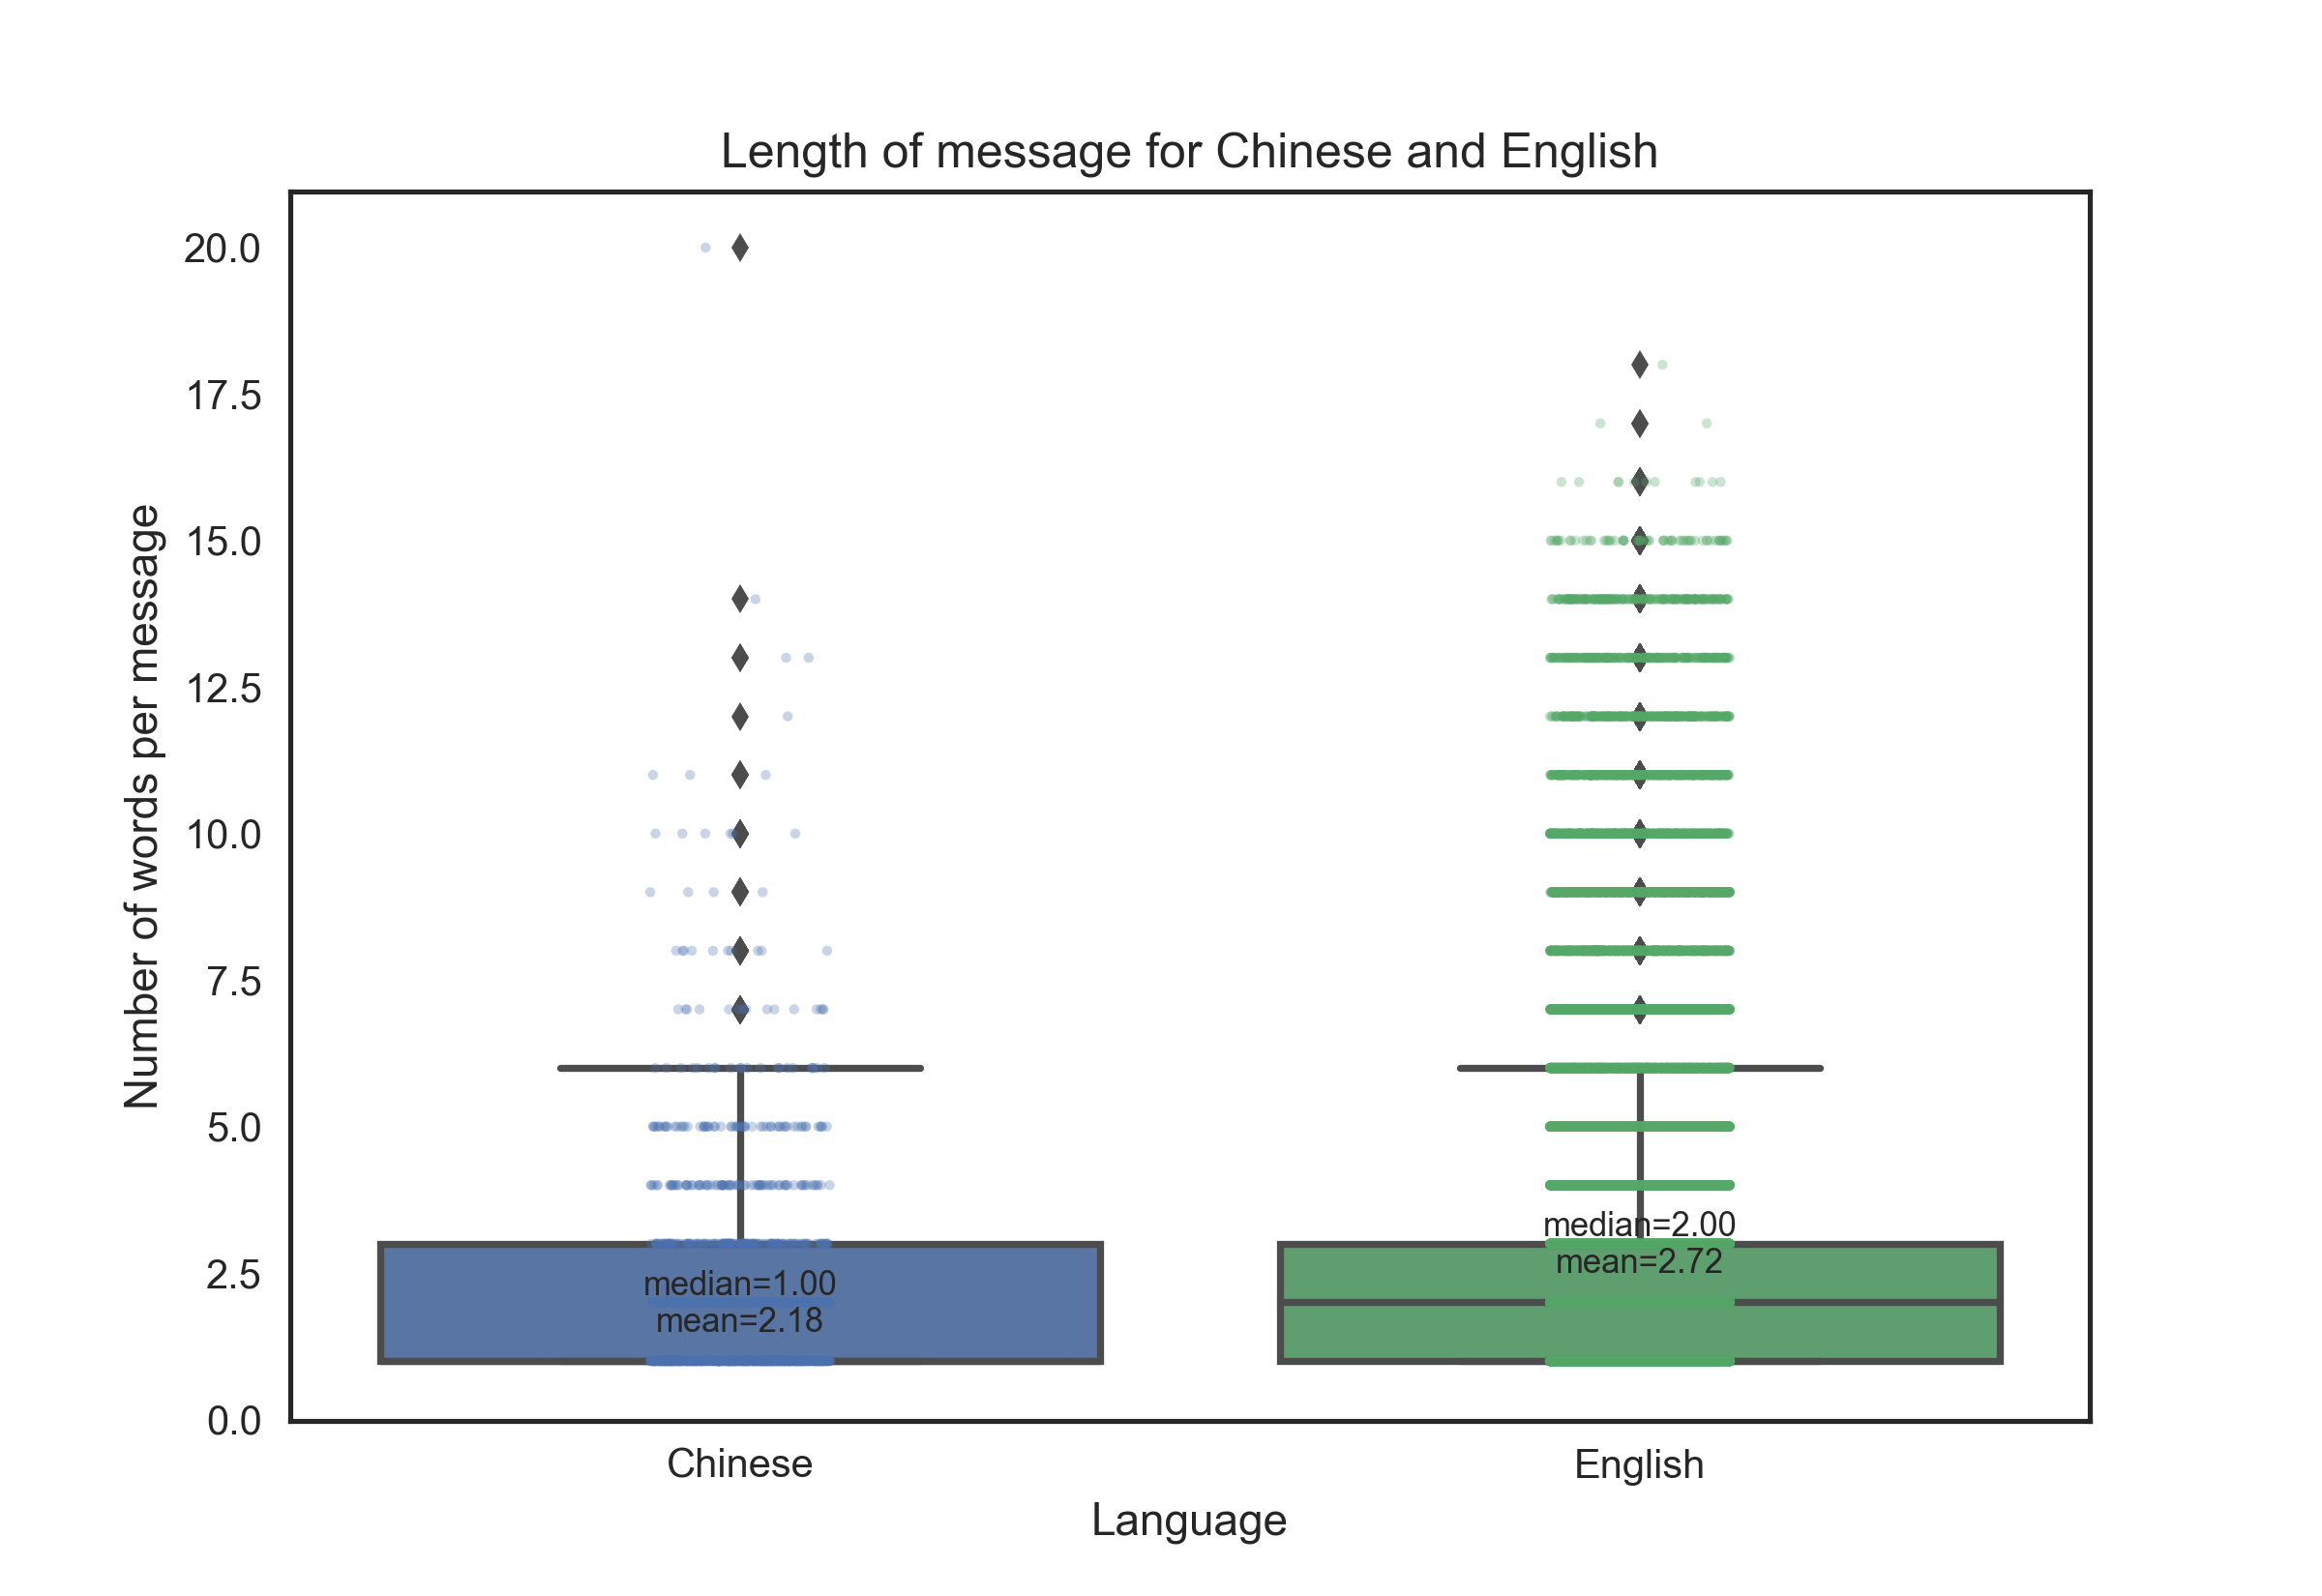 Length of message for Chinese and English
20.0
17.5
15.0
12.5
10.0
7.5
5.0
2.5
0.0
Number of words per message
median=1.00
mean=2.18
median=2.00
mean=2.72
Chinese
English
Language